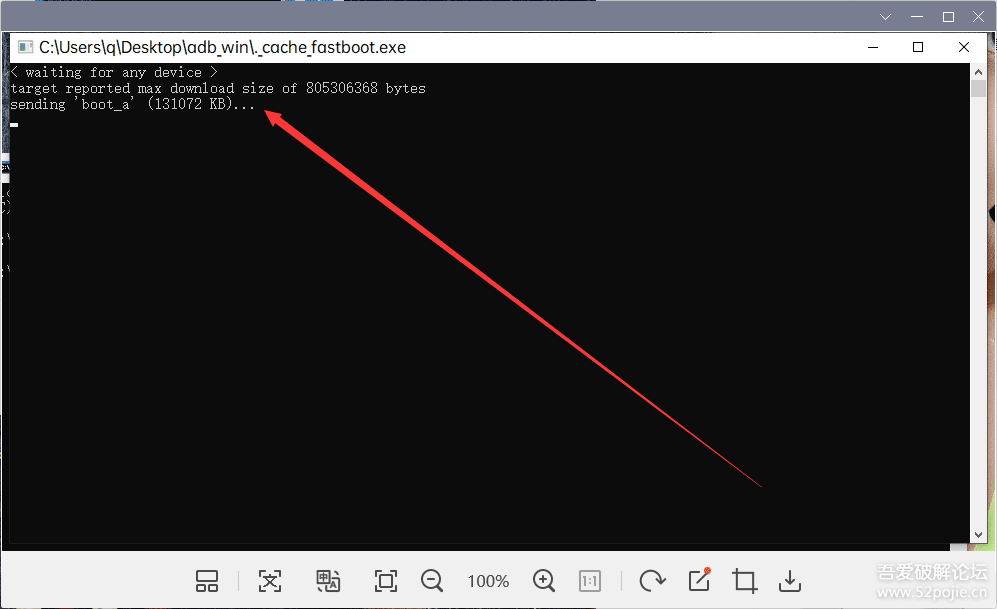 C:\Users\q\Desktop\adb_win\._cache_fastboot.exe
< waiting for any device >
target reported max download size of 805306368 bytes
sending 'boot_a' (131072 KB)...
100%
1:1
吾爱破解论坛
www.52pojie.cn